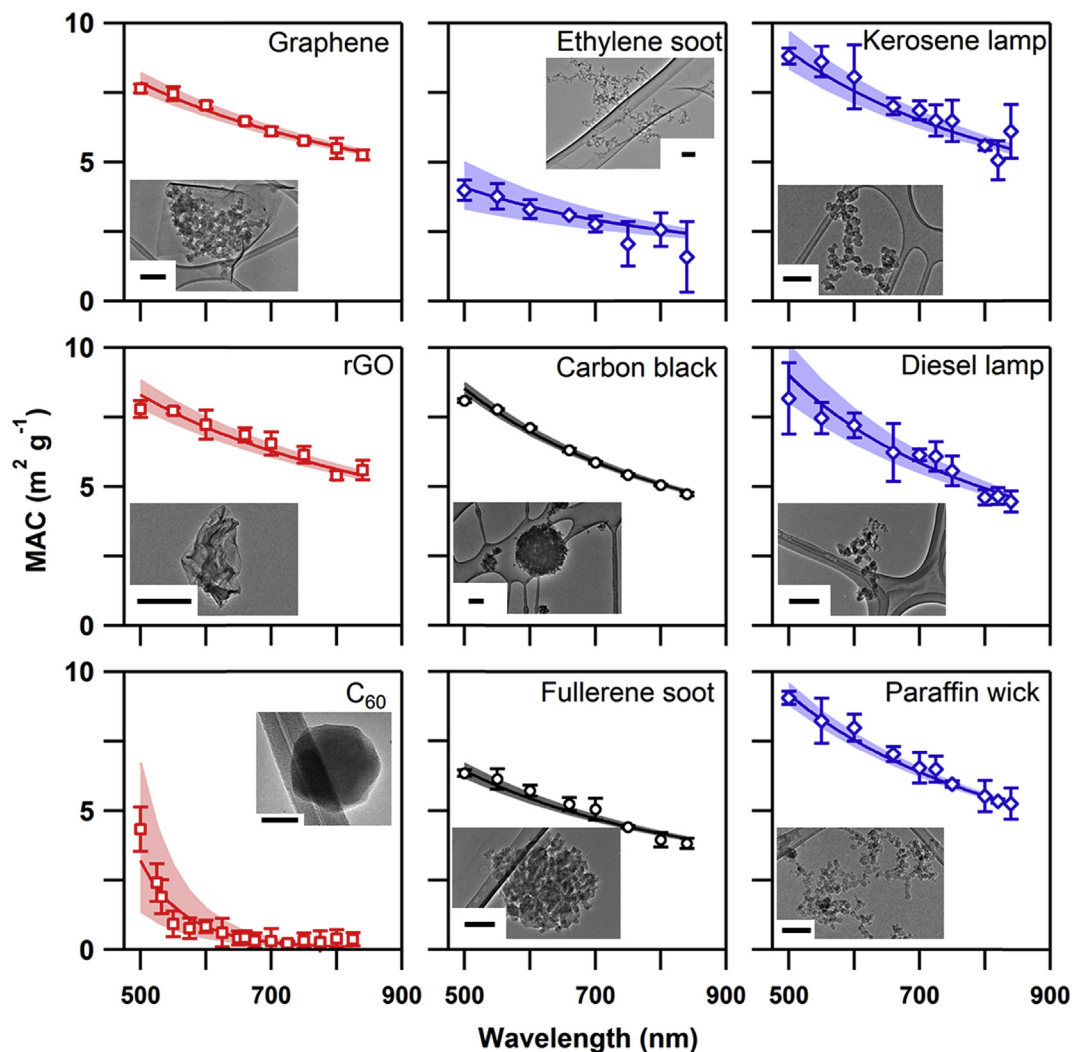 10
Graphene
Ethylene soot
Kerosene lamp
5
0
10
rGO
Carbon black
Diesel lamp
MAC (m² g⁻¹)
5
0
10
C₆₀
Fullerene soot
Paraffin wick
5
0
500 700 900
500 700 900
500 700 900
Wavelength (nm)